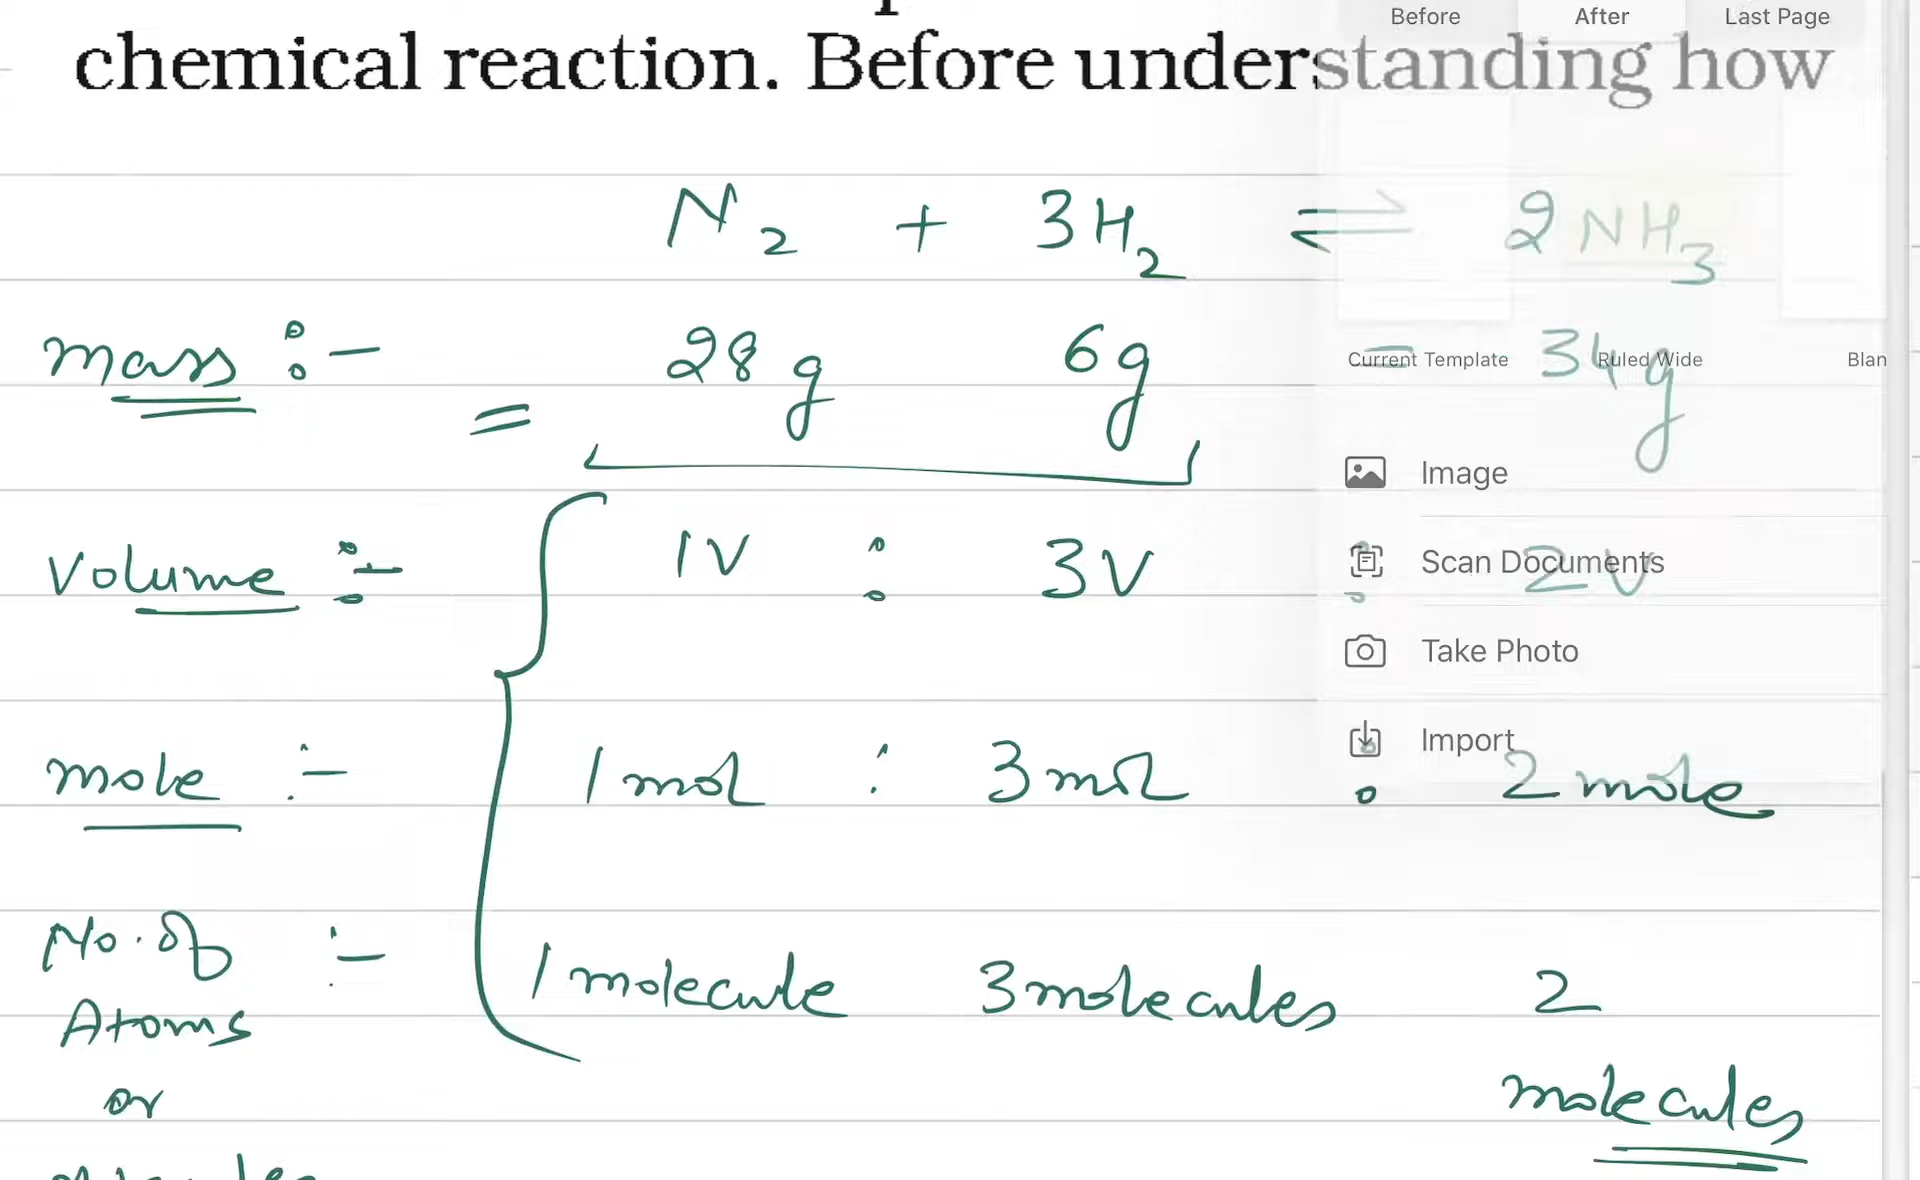 Before After Last Page
chemical reaction. Before understanding how
N2 + 3H2 ⇌ 2NH3
mass :- = 28g 6g = 34g
Current Template Ruled Wide Blan
Image
Volume :- 1V : 3V : 2V
Scan Documents
Take Photo
Import
mole :- 1 mol : 3 mol : 2 mole
No. of :- 1 molecule 3 molecules 2
Atoms
or molecules